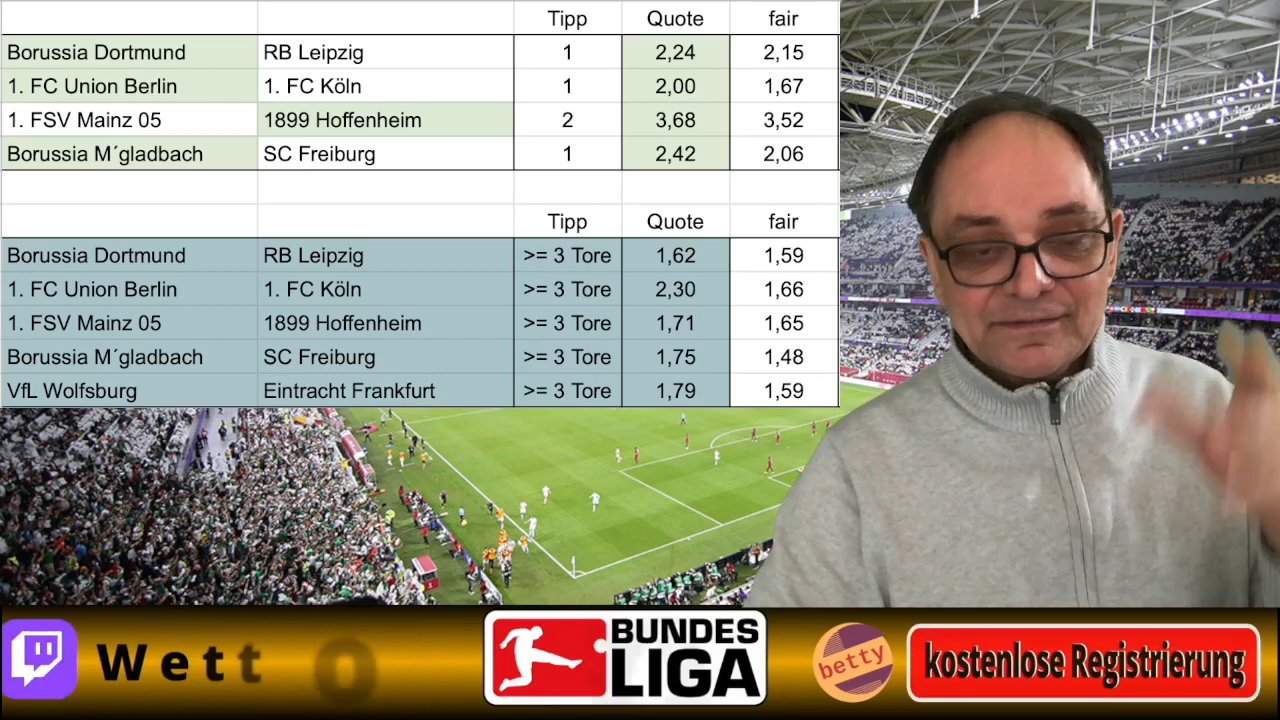 Tipp Quote fair
Borussia Dortmund RB Leipzig 1 2,24 2,15
1. FC Union Berlin 1. FC Köln 1 2,00 1,67
1. FSV Mainz 05 1899 Hoffenheim 2 3,68 3,52
Borussia M´gladbach SC Freiburg 1 2,42 2,06
Tipp Quote fair
Borussia Dortmund RB Leipzig >= 3 Tore 1,62 1,59
1. FC Union Berlin 1. FC Köln >= 3 Tore 2,30 1,66
1. FSV Mainz 05 1899 Hoffenheim >= 3 Tore 1,71 1,65
Borussia M´gladbach SC Freiburg >= 3 Tore 1,75 1,48
VfL Wolfsburg Eintracht Frankfurt >= 3 Tore 1,79 1,59
Wett
BUNDES
LIGA
betty
kostenlose Registrierung